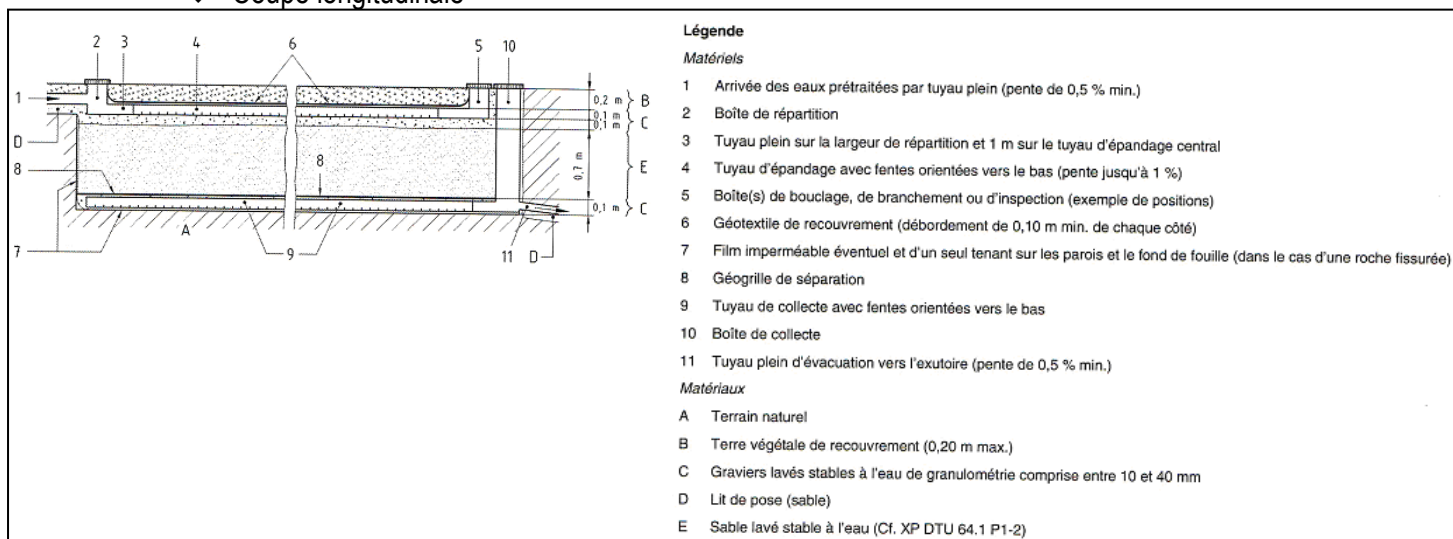 Coupe longitudinale
2 3 4 6 5 10
1
0,2 m B
0,1 m
0,1 m C
D
8
8
0,7 m E
0,1 m C
A
7 9 11 D
Légende
Matériels
1 Arrivée des eaux prétraitées par tuyau plein (pente de 0,5 % min.)
2 Boîte de répartition
3 Tuyau plein sur la largeur de répartition et 1 m sur le tuyau d'épandage central
4 Tuyau d'épandage avec fentes orientées vers le bas (pente jusqu'à 1 %)
5 Boîte(s) de bouclage, de branchement ou d'inspection (exemple de positions)
6 Géotextile de recouvrement (débordement de 0,10 m min. de chaque côté)
7 Film imperméable éventuel et d'un seul tenant sur les parois et le fond de fouille (dans le cas d'une roche fissurée)
8 Géogrille de séparation
9 Tuyau de collecte avec fentes orientées vers le bas
10 Boîte de collecte
11 Tuyau plein d'évacuation vers l'exutoire (pente de 0,5 % min.)
Matériaux
A Terrain naturel
B Terre végétale de recouvrement (0,20 m max.)
C Graviers lavés stables à l'eau de granulométrie comprise entre 10 et 40 mm
D Lit de pose (sable)
E Sable lavé stable à l'eau (Cf. XP DTU 64.1 P1-2)